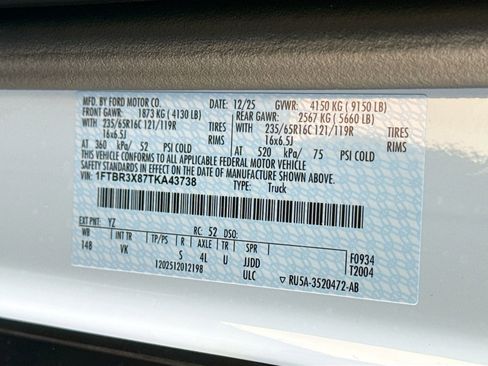 MFD. BY FORD MOTOR CO. 12/25 GVWR: 4150 KG ( 9150 LB)
FRONT GAWR: 1873 KG ( 4130 LB) REAR GAWR: 2567 KG ( 5660 LB)
WITH 235/65R16C 121/119R TIRES WITH 235/65R16C 121/119R TIRES
16x6.5J RIMS 16x6.5J RIMS
AT 360 kPa/ 52 PSI COLD AT 520 kPa/ 75 PSI COLD
THIS VEHICLE CONFORMS TO ALL APPLICABLE FEDERAL MOTOR VEHICLE
SAFETY STANDARDS IN EFFECT ON THE DATE OF MANUFACTURE SHOWN ABOVE.
VIN: 1FTBR3X87TKA43738
TYPE: Truck
EXT PNT: YZ RC: 52 DSO:
WB INT TR TP/PS R AXLE TR SPR F0934
148 VK S 4L U JJDD T2004
1202512012198 ULC RU5A-3520472-AB